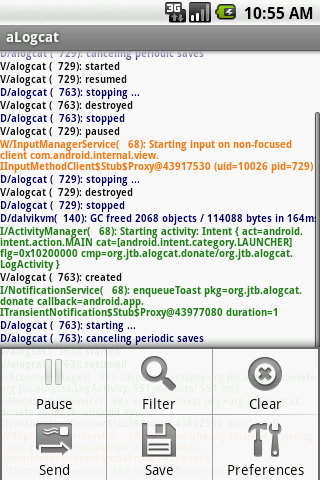 3G
10:55 AM
aLogcat
D/alogcat ( 729): canceling periodic saves
V/alogcat ( 729): started
V/alogcat ( 729): resumed
D/alogcat ( 763): stopping ...
V/alogcat ( 763): destroyed
D/alogcat ( 763): stopped
V/alogcat ( 729): paused
W/InputManagerService(   68): Starting input on non-focused
client com.android.internal.view.
IInputMethodClient$Stub$Proxy@43917530 (uid=10026 pid=729)
D/alogcat ( 729): stopping ...
V/alogcat ( 729): destroyed
D/alogcat ( 729): stopped
D/dalvikvm(  140): GC freed 2068 objects / 114088 bytes in 164ms
I/ActivityManager(   68): Starting activity: Intent { act=android.
intent.action.MAIN cat=[android.intent.category.LAUNCHER]
flg=0x10200000 cmp=org.jtb.alogcat.donate/org.jtb.alogcat.
LogActivity }
V/alogcat ( 763): created
I/NotificationService(   68): enqueueToast pkg=org.jtb.alogcat.
donate callback=android.app.
ITransientNotification$Stub$Proxy@43977080 duration=1
D/alogcat ( 763): starting ...
D/alogcat ( 763): canceling periodic saves
Pause
Filter
Clear
Send
Save
Preferences